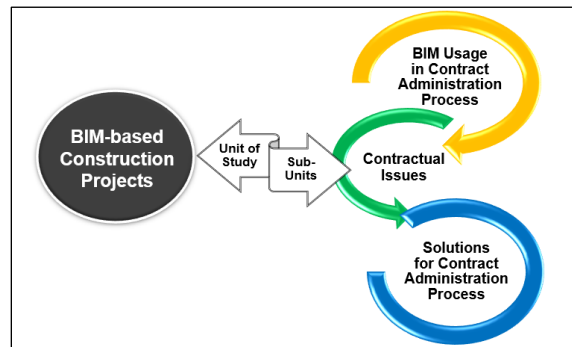 BIM-based
Construction
Projects
Unit of
Study
Sub-
Units
BIM Usage
in Contract
Administration
Process
Contractual
Issues
Solutions
for Contract
Administration
Process